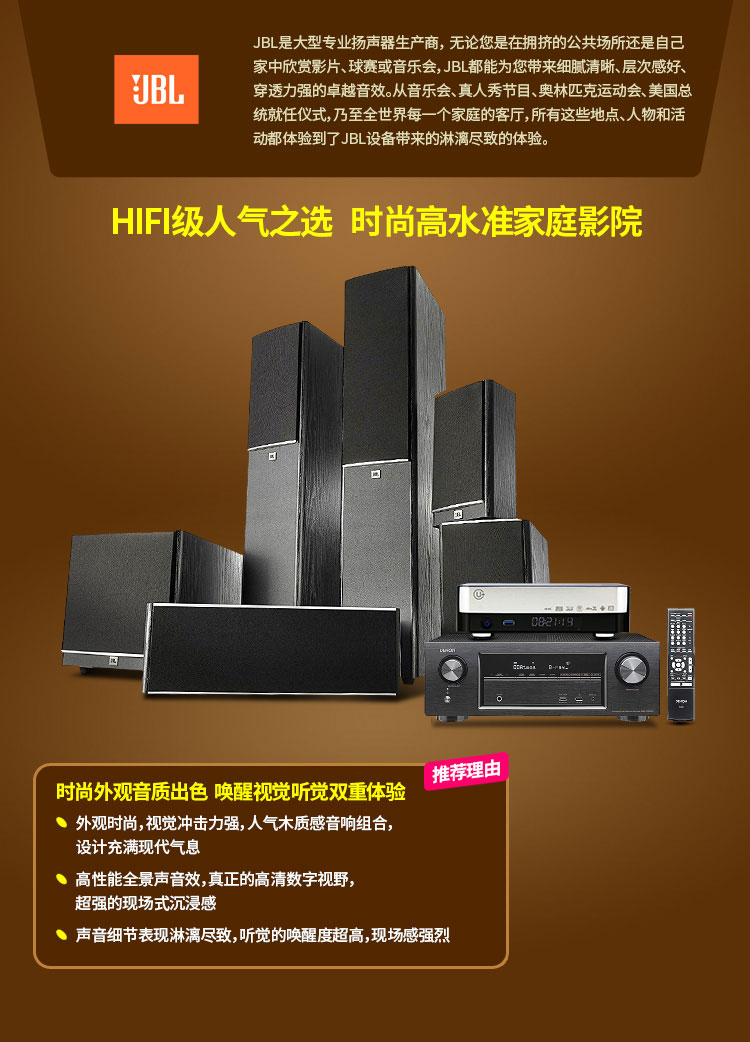 JBL
JBL是大型专业扬声器生产商，无论您是在拥挤的公共场所还是自己
家中欣赏影片、球赛或音乐会，JBL都能为您带来细腻清晰、层次感好、
穿透力强的卓越音效。从音乐会、真人秀节目、奥林匹克运动会、美国总
统就任仪式，乃至全世界每一个家庭的客厅，所有这些地点、人物和活
动都体验到了JBL设备带来的淋漓尽致的体验。
HIFI级人气之选 时尚高水准家庭影院
JBL
JBL
JBL
JBL
08:21:19
DENON
DENON
推荐理由
时尚外观音质出色 唤醒视觉听觉双重体验
外观时尚，视觉冲击力强，人气木质感音响组合，
设计充满现代气息
高性能全景声音效，真正的高清数字视野，
超强的现场式沉浸感
声音细节表现淋漓尽致，听觉的唤醒度超高，现场感强烈